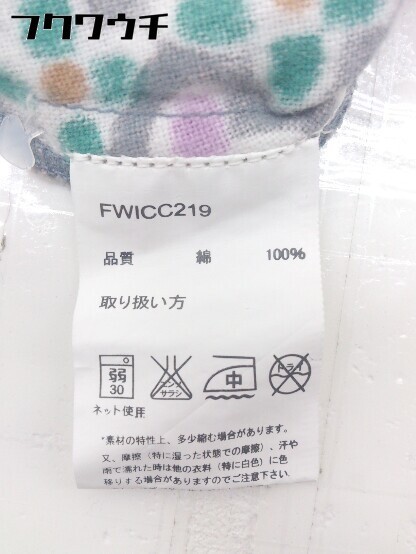 フクワウチ
FWICC219
品質 綿 100%
取り扱い方
弱 エンソサラシ 中 ドライ
30
ネット使用
*素材の特性上、多少縮む場合があります。
又、摩擦（特に湿った状態での摩擦）、汗や
雨で濡れた時は他の衣料（特に白色）に色
移りする場合がありますのでご注意下さい.